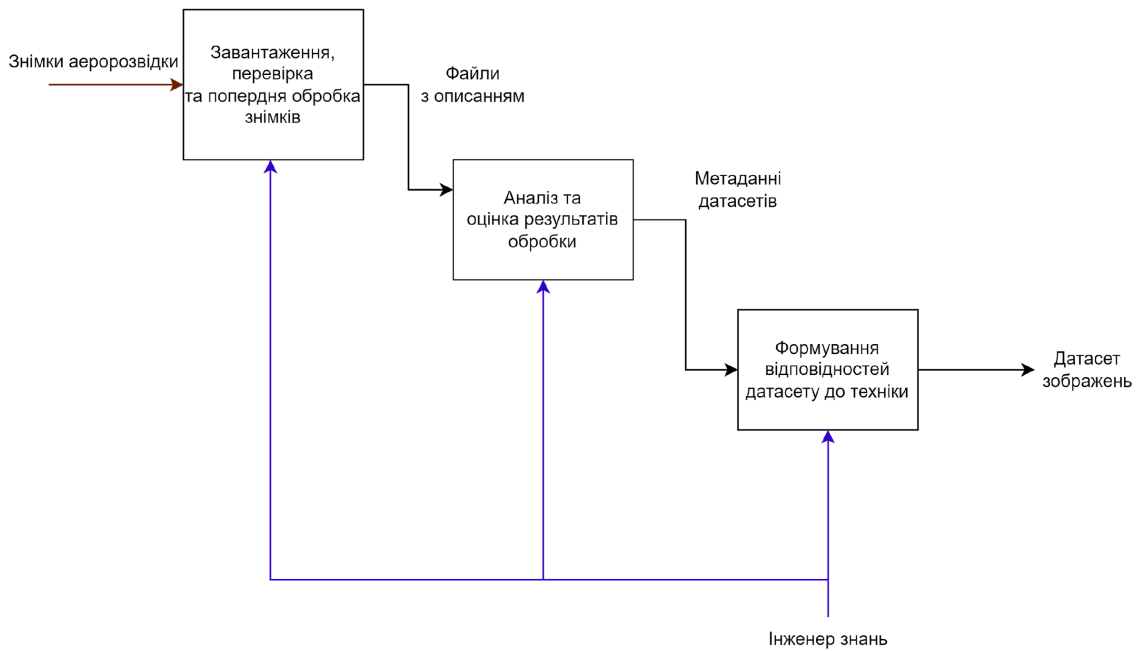 Знімки аеророзвідки
Завантаження,
перевірка
та попердня обробка
знімків
Файли
з описанням
Аналіз та
оцінка результатів
обробки
Метаданні
датасетів
Формування
відповідностей
датасету до техніки
Датасет
зображень
Інженер знань